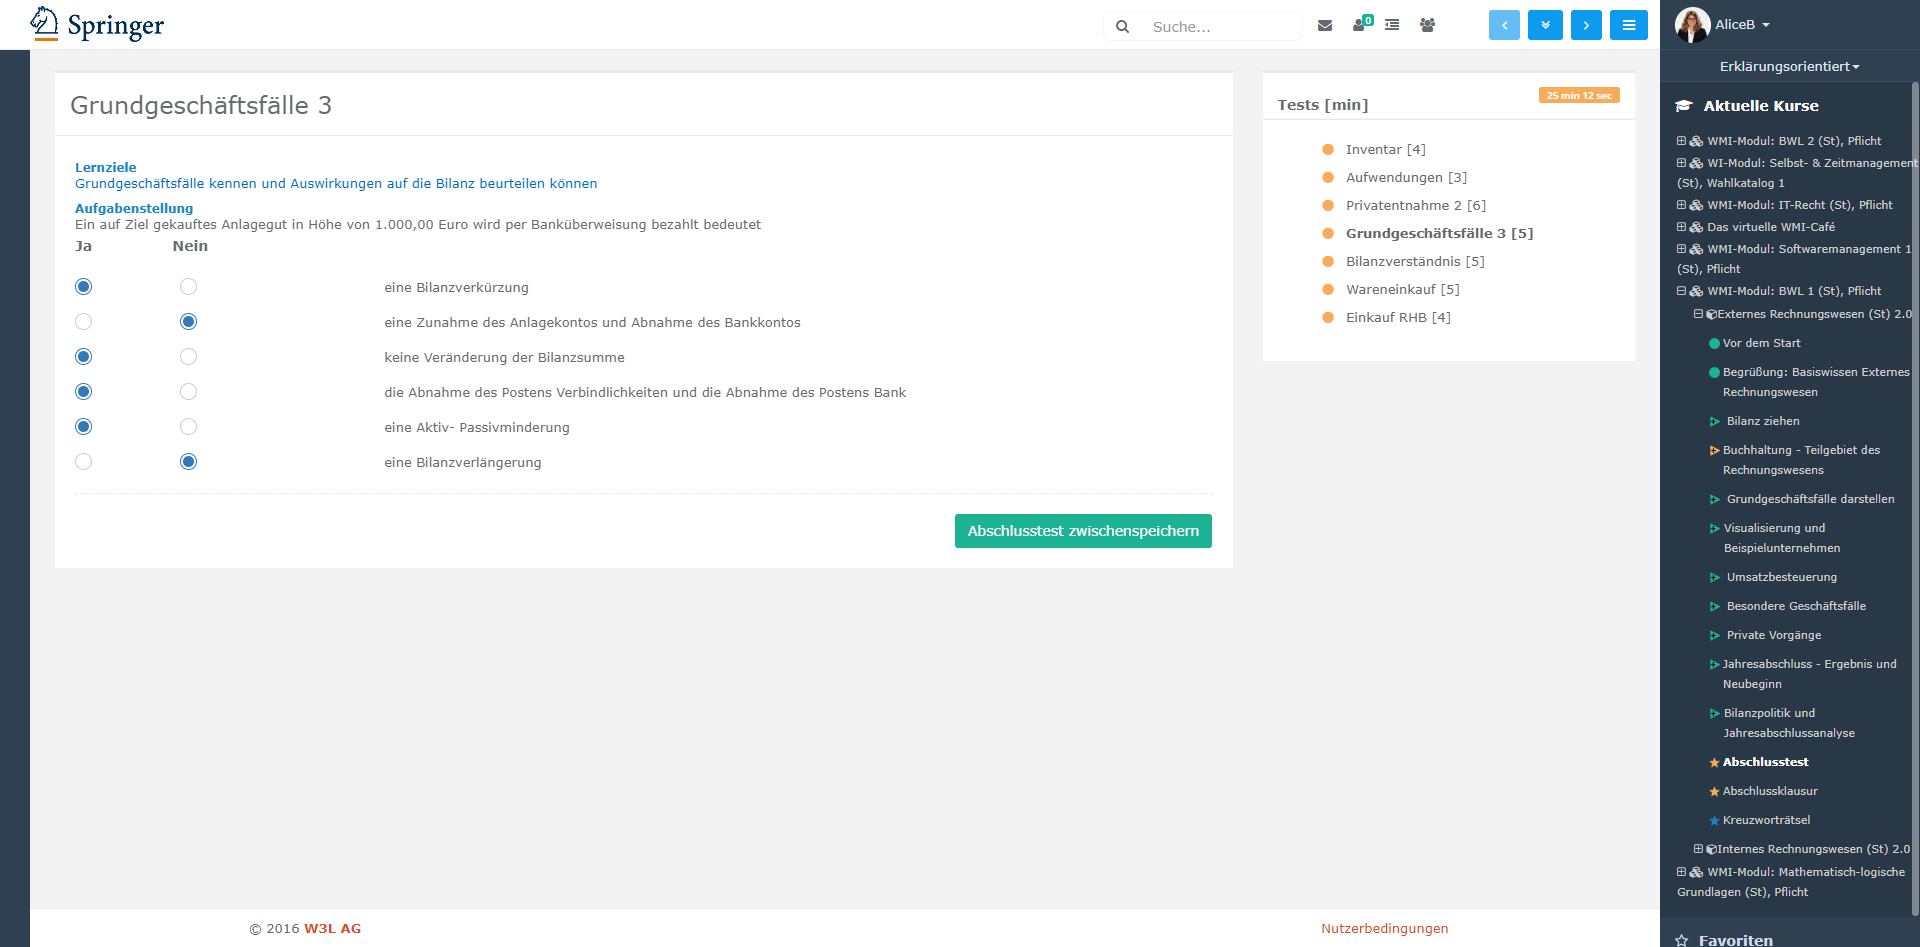 Springer
Suche...
0
AliceB
Erklärungsorientiert
Grundgeschäftsfälle 3
Lernziele
Grundgeschäftsfälle kennen und Auswirkungen auf die Bilanz beurteilen können
Aufgabenstellung
Ein auf Ziel gekauftes Anlagegut in Höhe von 1.000,00 Euro wird per Banküberweisung bezahlt bedeutet
Ja Nein
eine Bilanzverkürzung
eine Zunahme des Anlagekontos und Abnahme des Bankkontos
keine Veränderung der Bilanzsumme
die Abnahme des Postens Verbindlichkeiten und die Abnahme des Postens Bank
eine Aktiv- Passivminderung
eine Bilanzverlängerung
Abschlusstest zwischenspeichern
Tests [min]
25 min 12 sec
Inventar [4]
Aufwendungen [3]
Privatentnahme 2 [6]
Grundgeschäftsfälle 3 [5]
Bilanzverständnis [5]
Wareneinkauf [5]
Einkauf RHB [4]
Aktuelle Kurse
WMI-Modul: BWL 2 (St), Pflicht
WI-Modul: Selbst- & Zeitmanagement
(St), Wahlkatalog 1
WMI-Modul: IT-Recht (St), Pflicht
Das virtuelle WMI-Café
WMI-Modul: Softwaremanagement 1
(St), Pflicht
WMI-Modul: BWL 1 (St), Pflicht
Externes Rechnungswesen (St) 2.0
Vor dem Start
Begrüßung: Basiswissen Externes
Rechnungswesen
Bilanz ziehen
Buchhaltung - Teilgebiet des
Rechnungswesens
Grundgeschäftsfälle darstellen
Visualisierung und
Beispielunternehmen
Umsatzbesteuerung
Besondere Geschäftsfälle
Private Vorgänge
Jahresabschluss - Ergebnis und
Neubeginn
Bilanzpolitik und
Jahresabschlussanalyse
Abschlusstest
Abschlussklausur
Kreuzworträtsel
Internes Rechnungswesen (St) 2.0
WMI-Modul: Mathematisch-logische
Grundlagen (St), Pflicht
Favoriten
© 2016 W3L AG
Nutzerbedingungen